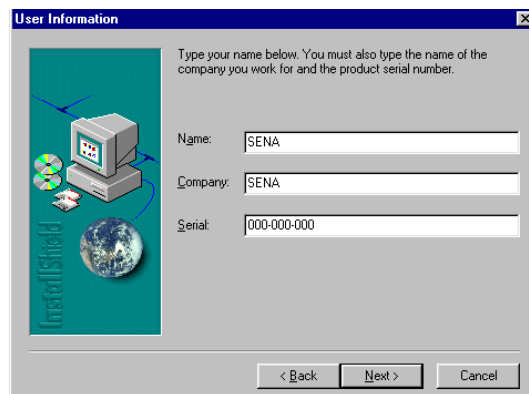 User Information
Type your name below. You must also type the name of the
company you work for and the product serial number.
Name: SENA
Company: SENA
Serial: 000-000-000
InstallShield
< Back Next > Cancel